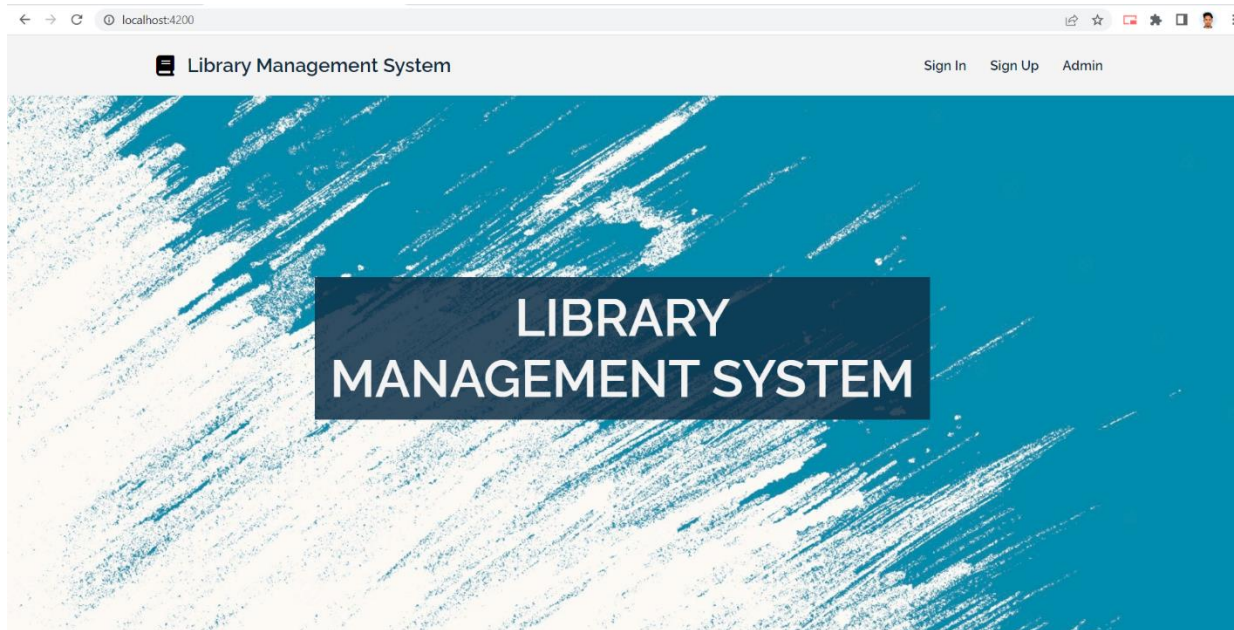 localhost:4200
Library Management System
Sign In Sign Up Admin
LIBRARY
MANAGEMENT SYSTEM